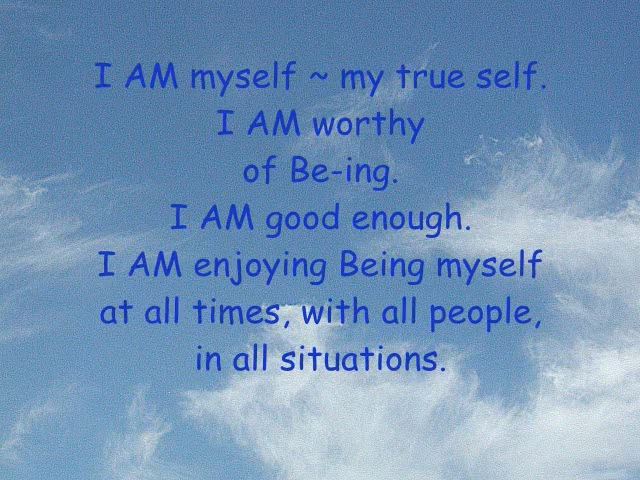 I AM myself ~ my true self.
I AM worthy
of Be-ing.
I AM good enough.
I AM enjoying Being myself
at all times, with all people,
in all situations.